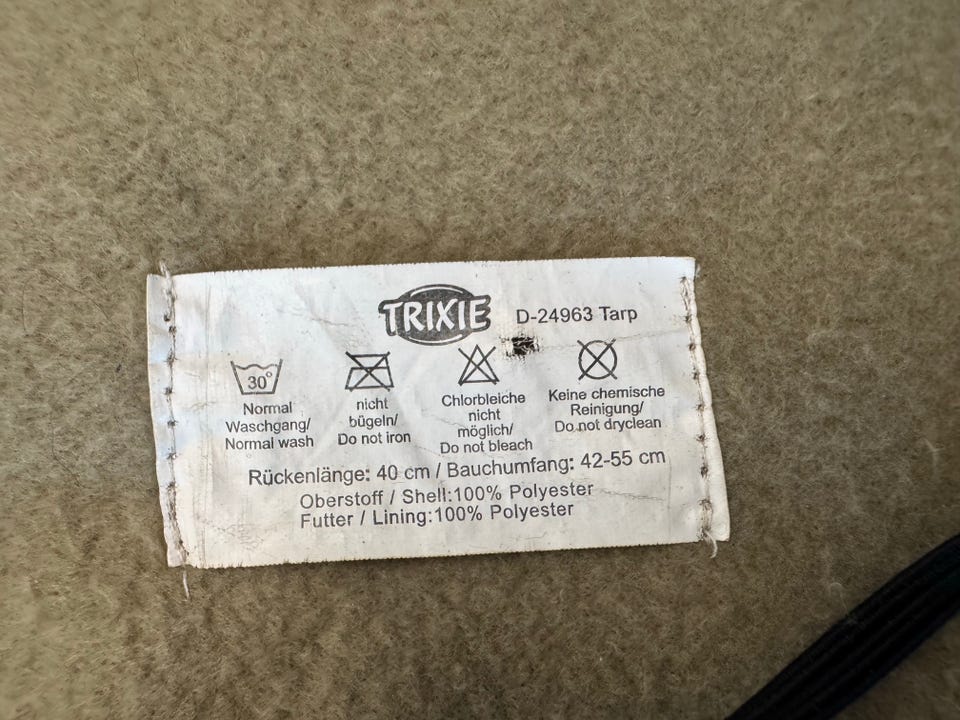 TRIXIE D-24963 Tarp
30°
Normal
Waschgang/
Normal wash
nicht
bügeln/
Do not iron
Chlorbleiche
nicht
möglich/
Do not bleach
Keine chemische
Reinigung/
Do not dryclean
Rückenlänge: 40 cm / Bauchumfang: 42-55 cm
Oberstoff / Shell:100% Polyester
Futter / Lining:100% Polyester